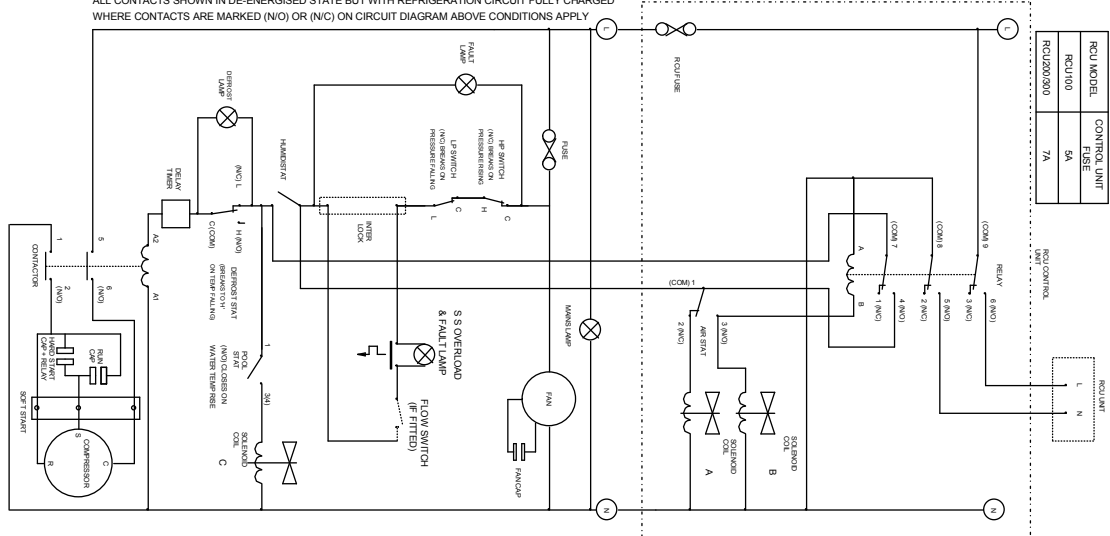 ALL CONTACTS SHOWN IN DE-ENERGISED STATE BUT WITH REFRIGERATION CIRCUIT FULLY CHARGED
WHERE CONTACTS ARE MARKED (N/O) OR (N/C) ON CIRCUIT DIAGRAM ABOVE CONDITIONS APPLY
RCU MODEL
CONTROL UNIT
FUSE
RCU100
5A
RCU200/300
7A
L
L
RCU FUSE
RCU CONTROL
UNIT
RELAY
(COM) 9
(COM) 8
(COM) 7
6 (N/O)
3 (N/C)
5 (N/O)
2 (N/C)
4 (N/O)
1 (N/C)
A
B
RCU UNIT
L
N
(COM) 1
AIR STAT
3 (N/O)
2 (N/C)
SOLENOID
COIL
B
SOLENOID
COIL
A
N
N
MAINS LAMP
FUSE
FAN
FAN CAP
FAULT
LAMP
HP SWITCH
(N/C) BREAKS ON
PRESSURE RISING
LP SWITCH
(N/C) BREAKS ON
PRESSURE FALLING
C
H
C
L
INTER
LOCK
S S OVERLOAD
& FAULT LAMP
FLOW SWITCH
(IF FITTED)
HUMIDISTAT
DEFROST
LAMP
(N/C) L
H (N/O)
C (COM)
DEFROST STAT
(BREAKS TO 'H'
ON TEMP FALLING)
POOL
STAT
(N/O) CLOSES ON
WATER TEMP RISE
1
3(4)
SOLENOID
COIL
C
DELAY
TIMER
A2
A1
5
6
(N/O)
1
2
(N/O)
CONTACTOR
HARD START
CAP + RELAY
RUN
CAP
SOFT START
COMPRESSOR
C
S
R